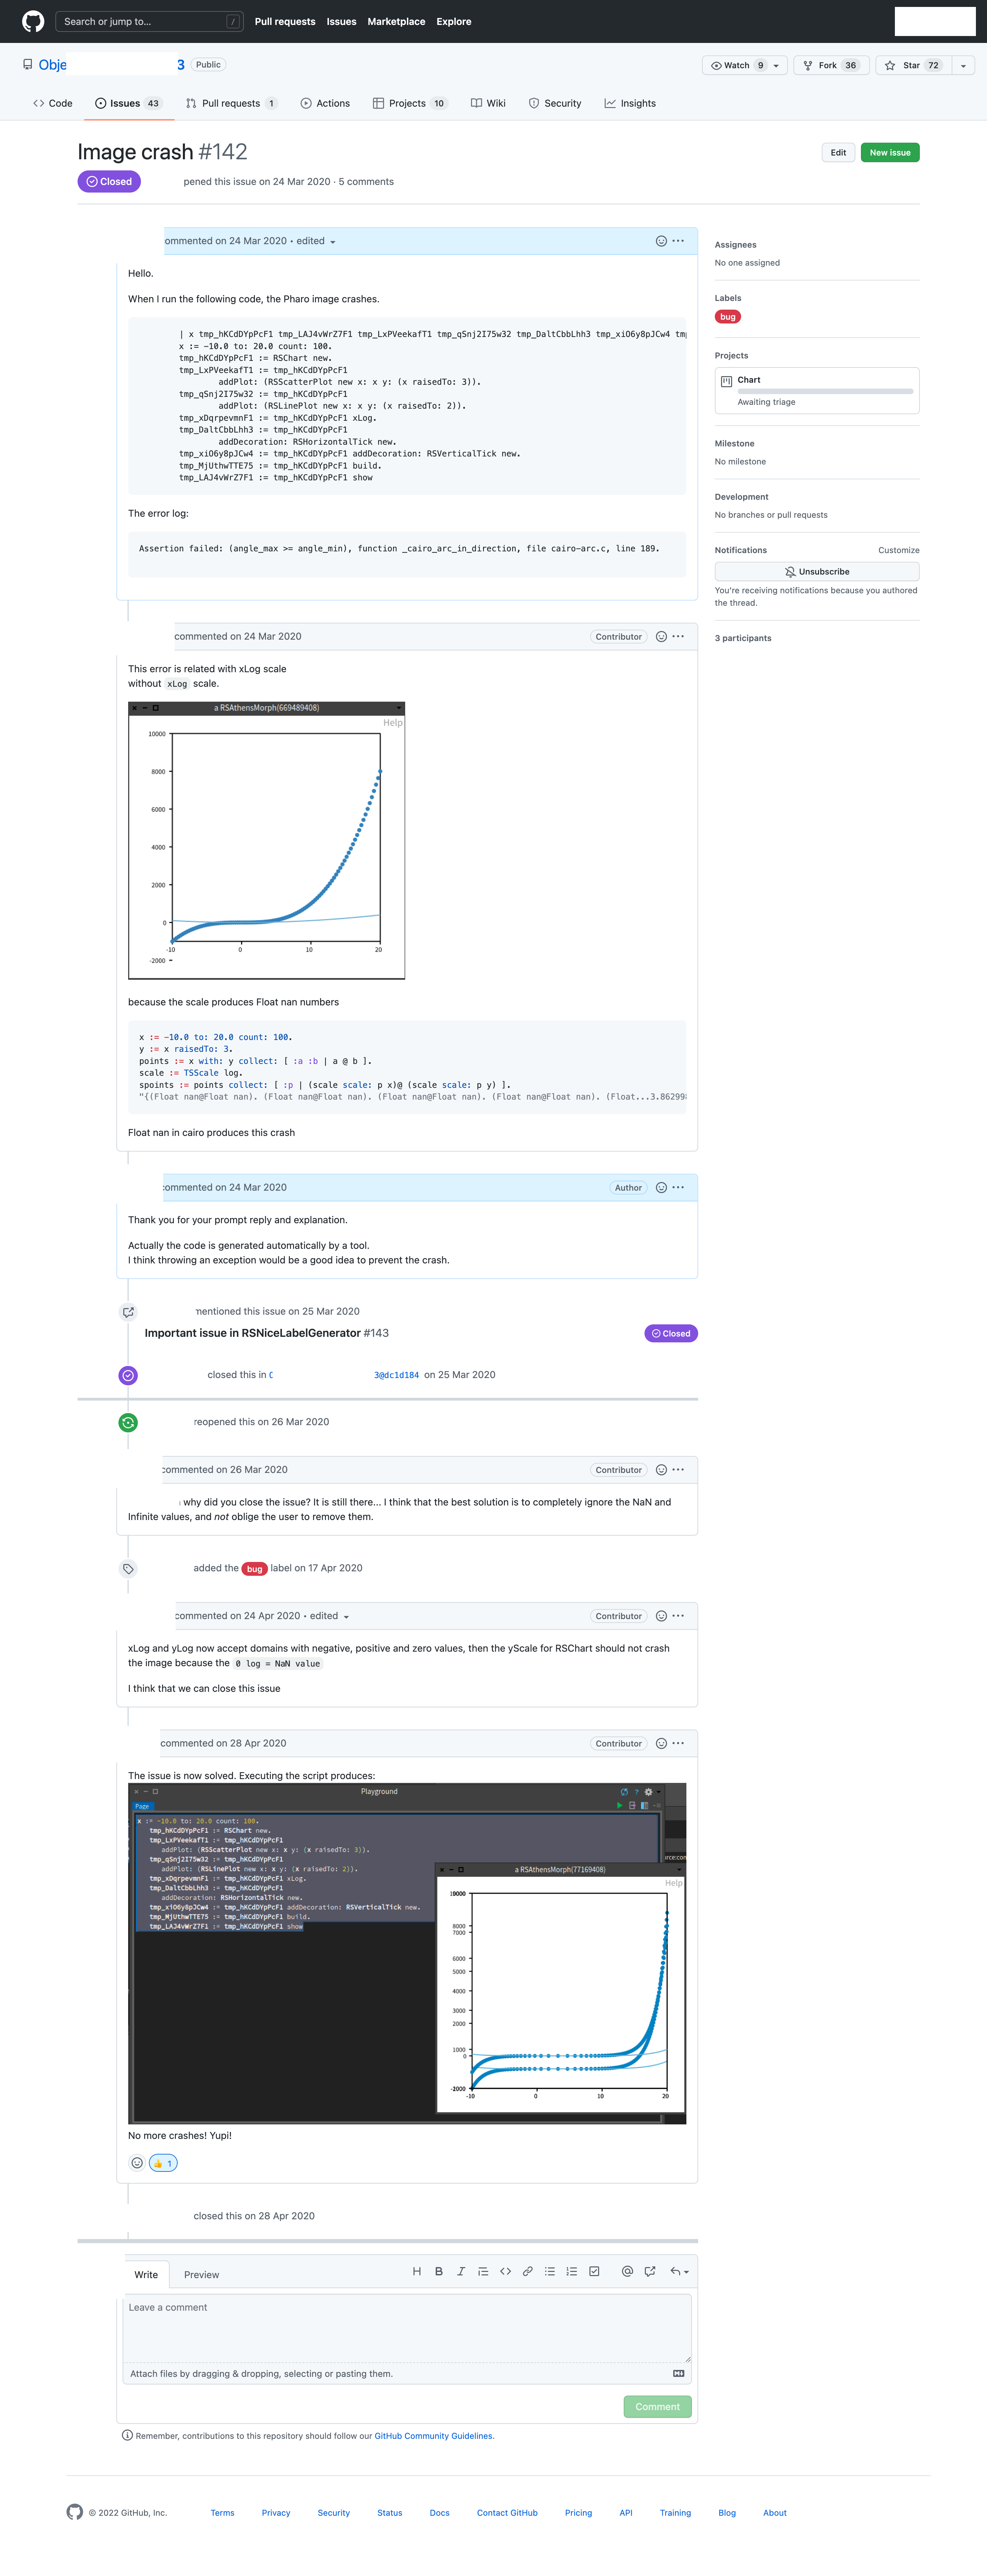 Search or jump to...
/
Pull requests Issues Marketplace Explore
Obje 3 Public
Watch 9 Fork 36 Star 72
Code Issues 43 Pull requests 1 Actions Projects 10 Wiki Security Insights
Image crash #142
Edit New issue
Closed pened this issue on 24 Mar 2020 · 5 comments
ommented on 24 Mar 2020 • edited
Hello.
When I run the following code, the Pharo image crashes.
| x tmp_hKCdDYpPcF1 tmp_LAJ4vWrZ7F1 tmp_LxPVeekafT1 tmp_qSnj2I75w32 tmp_DaltCbbLhh3 tmp_xiO6y8pJCw4 tm
x := -10.0 to: 20.0 count: 100.
tmp_hKCdDYpPcF1 := RSChart new.
tmp_LxPVeekafT1 := tmp_hKCdDYpPcF1
addPlot: (RSScatterPlot new x: x y: (x raisedTo: 3)).
tmp_qSnj2I75w32 := tmp_hKCdDYpPcF1
addPlot: (RSLinePlot new x: x y: (x raisedTo: 2)).
tmp_xDqrpevmnF1 := tmp_hKCdDYpPcF1 xLog.
tmp_DaltCbbLhh3 := tmp_hKCdDYpPcF1
addDecoration: RSHorizontalTick new.
tmp_xiO6y8pJCw4 := tmp_hKCdDYpPcF1 addDecoration: RSVerticalTick new.
tmp_MjUthwTTE75 := tmp_hKCdDYpPcF1 build.
tmp_LAJ4vWrZ7F1 := tmp_hKCdDYpPcF1 show
The error log:
Assertion failed: (angle_max >= angle_min), function _cairo_arc_in_direction, file cairo-arc.c, line 189.
Assignees
No one assigned
Labels
bug
Projects
Chart
Awaiting triage
Milestone
No milestone
Development
No branches or pull requests
Notifications Customize
Unsubscribe
You're receiving notifications because you authored
the thread.
3 participants
commented on 24 Mar 2020 Contributor
This error is related with xLog scale
without xLog scale.
a RSAthensMorph(669489408)
Help
10000
8000
6000
4000
2000
0
-2000
-10 0 10 20
because the scale produces Float nan numbers
x := -10.0 to: 20.0 count: 100.
y := x raisedTo: 3.
points := x with: y collect: [ :a :b | a @ b ].
scale := TSScale log.
spoints := points collect: [ :p | (scale scale: p x)@ (scale scale: p y) ].
"{(Float nan@Float nan). (Float nan@Float nan). (Float nan@Float nan). (Float nan@Float nan). (Float...3.86299
Float nan in cairo produces this crash
commented on 24 Mar 2020 Author
Thank you for your prompt reply and explanation.
Actually the code is generated automatically by a tool.
I think throwing an exception would be a good idea to prevent the crash.
mentioned this issue on 25 Mar 2020
Important issue in RSNiceLabelGenerator #143 Closed
closed this in 3@dc1d184 on 25 Mar 2020
reopened this on 26 Mar 2020
commented on 26 Mar 2020 Contributor
why did you close the issue? It is still there... I think that the best solution is to completely ignore the NaN and
Infinite values, and not oblige the user to remove them.
added the bug label on 17 Apr 2020
commented on 24 Apr 2020 • edited Contributor
xLog and yLog now accept domains with negative, positive and zero values, then the yScale for RSChart should not crash
the image because the 0 log = NaN value
I think that we can close this issue
commented on 28 Apr 2020 Contributor
The issue is now solved. Executing the script produces:
Playground
Page
x := -10.0 to: 20.0 count: 100.
tmp_hKCdDYpPcF1 := RSChart new.
tmp_LxPVeekafT1 := tmp_hKCdDYpPcF1
addPlot: (RSScatterPlot new x: x y: (x raisedTo: 3)).
tmp_qSnj2I75w32 := tmp_hKCdDYpPcF1
addPlot: (RSLinePlot new x: x y: (x raisedTo: 2)).
tmp_xDqrpevmnF1 := tmp_hKCdDYpPcF1 xLog.
tmp_DaltCbbLhh3 := tmp_hKCdDYpPcF1
addDecoration: RSHorizontalTick new.
tmp_xiO6y8pJCw4 := tmp_hKCdDYpPcF1 addDecoration: RSVerticalTick new.
tmp_MjUthwTTE75 := tmp_hKCdDYpPcF1 build.
tmp_LAJ4vWrZ7F1 := tmp_hKCdDYpPcF1 show
a RSAthensMorph(77169408)
Help
8000
7000
6000
5000
4000
3000
2000
1000
0
-10 0 10 20
No more crashes! Yupi!
👍 1
closed this on 28 Apr 2020
Write Preview
Leave a comment
Attach files by dragging & dropping, selecting or pasting them.
Comment
Remember, contributions to this repository should follow our GitHub Community Guidelines.
© 2022 GitHub, Inc. Terms Privacy Security Status Docs Contact GitHub Pricing API Training Blog About